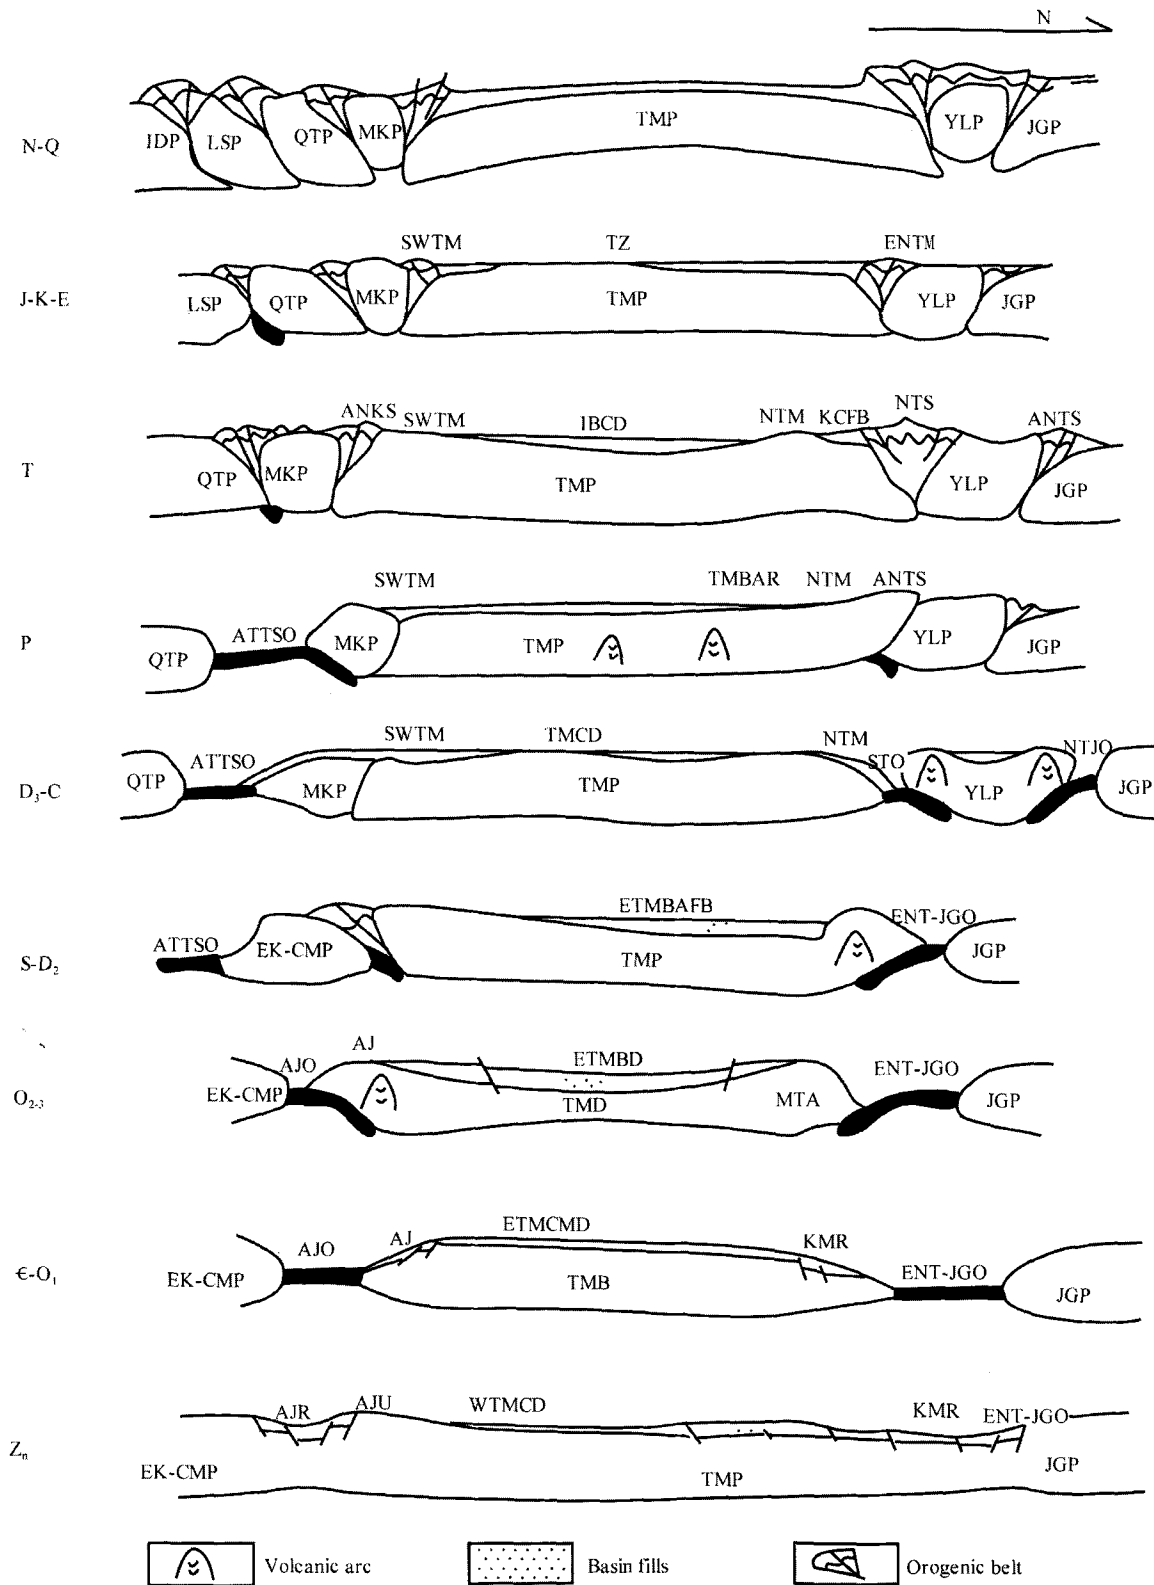 N
N-Q
IDP LSP QTP MKP TMP YLP JGP
SWTM TZ ENTM
J-K-E
LSP QTP MKP TMP YLP JGP
ANKS SWTM IBCD NTM KCFB NTS ANTS
T
QTP MKP TMP YLP JGP
SWTM TMBAR NTM ANTS
P
QTP ATTSO MKP TMP YLP JGP
SWTM TMCD NTM
D₃-C
QTP ATTSO MKP TMP STO YLP NTJO JGP
ETMBAFB ENT-JGO
S-D₂
ATTSO EK-CMP TMP JGP
AJ ETMBD ENT-JGO
O₂₋₃
EK-CMP AJO TMD MTA JGP
AJO AJ ETMCMD KMR ENT-JGO
Є-O₁
EK-CMP TMB JGP
AJR AJU WTMCD KMR ENT-JGO
Zₙ
EK-CMP TMP JGP
Volcanic arc Basin fills Orogenic belt